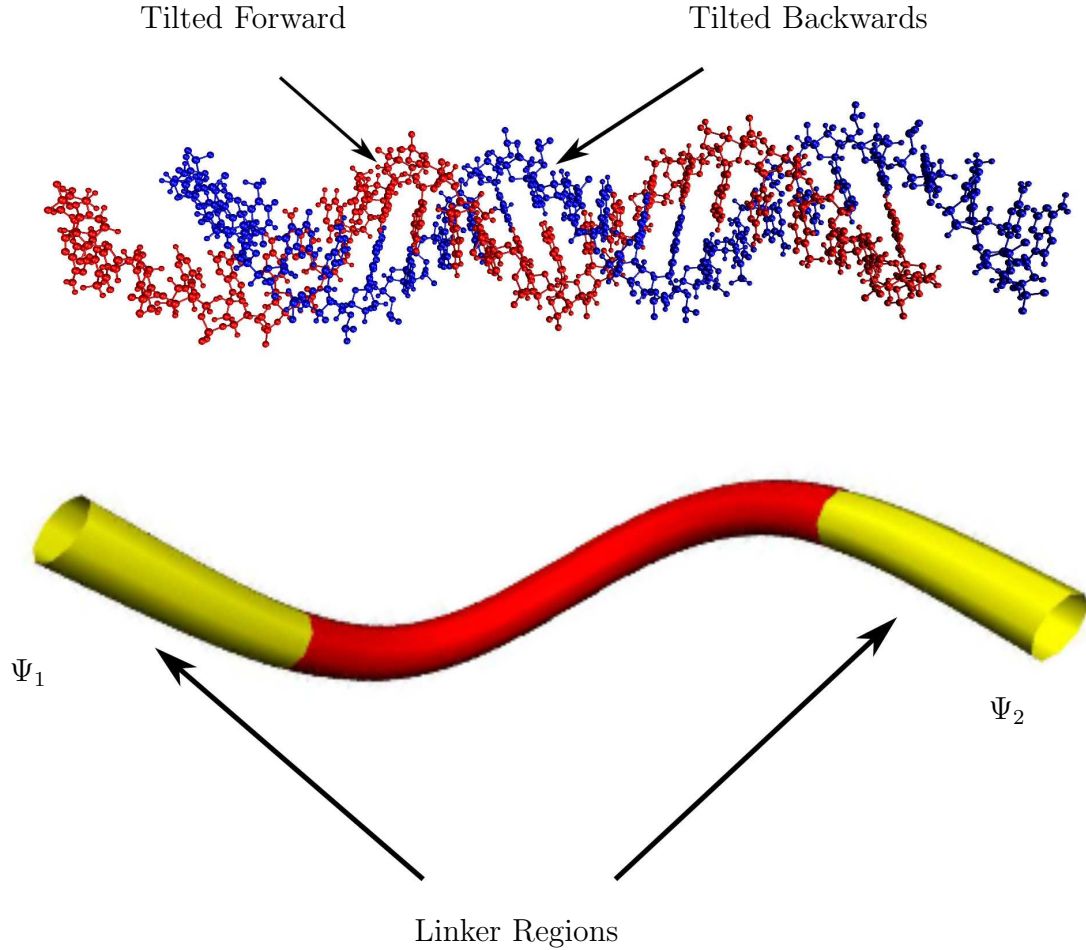 Tilted Forward
Tilted Backwards
Ψ₁
Ψ₂
Linker Regions